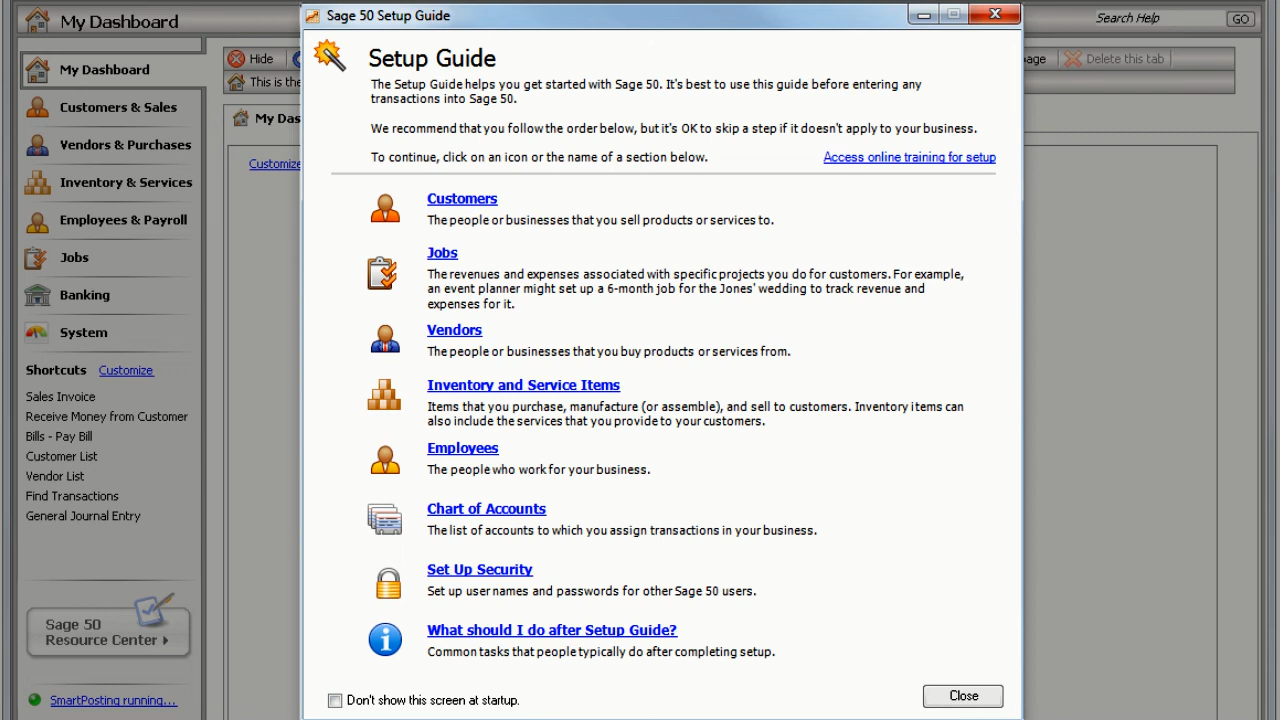 My Dashboard
Search Help
GO
My Dashboard
Customers & Sales
Vendors & Purchases
Inventory & Services
Employees & Payroll
Jobs
Banking
System
Shortcuts Customize
Sales Invoice
Receive Money from Customer
Bills - Pay Bill
Customer List
Vendor List
Find Transactions
General Journal Entry
Sage 50
Resource Center
SmartPosting running...
Hide
This is the
My Das
Customize
Delete this tab
Sage 50 Setup Guide
Setup Guide
The Setup Guide helps you get started with Sage 50. It's best to use this guide before entering any
transactions into Sage 50.
We recommend that you follow the order below, but it's OK to skip a step if it doesn't apply to your business.
To continue, click on an icon or the name of a section below.
Access online training for setup
Customers
The people or businesses that you sell products or services to.
Jobs
The revenues and expenses associated with specific projects you do for customers. For example,
an event planner might set up a 6-month job for the Jones' wedding to track revenue and
expenses for it.
Vendors
The people or businesses that you buy products or services from.
Inventory and Service Items
Items that you purchase, manufacture (or assemble), and sell to customers. Inventory items can
also include the services that you provide to your customers.
Employees
The people who work for your business.
Chart of Accounts
The list of accounts to which you assign transactions in your business.
Set Up Security
Set up user names and passwords for other Sage 50 users.
What should I do after Setup Guide?
Common tasks that people typically do after completing setup.
Don't show this screen at startup.
Close